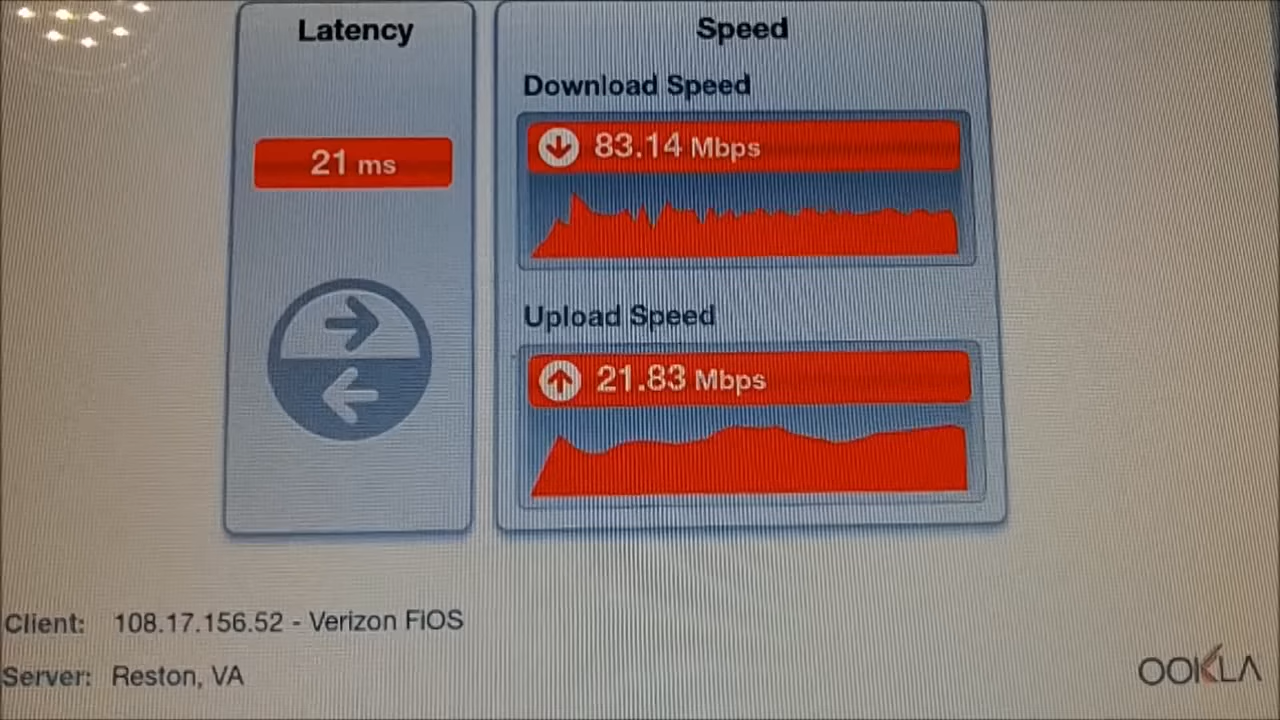 Latency
21 ms
Speed
Download Speed
83.14 Mbps
Upload Speed
21.83 Mbps
Client: 108.17.156.52 - Verizon FiOS
Server: Reston, VA
OOKLA